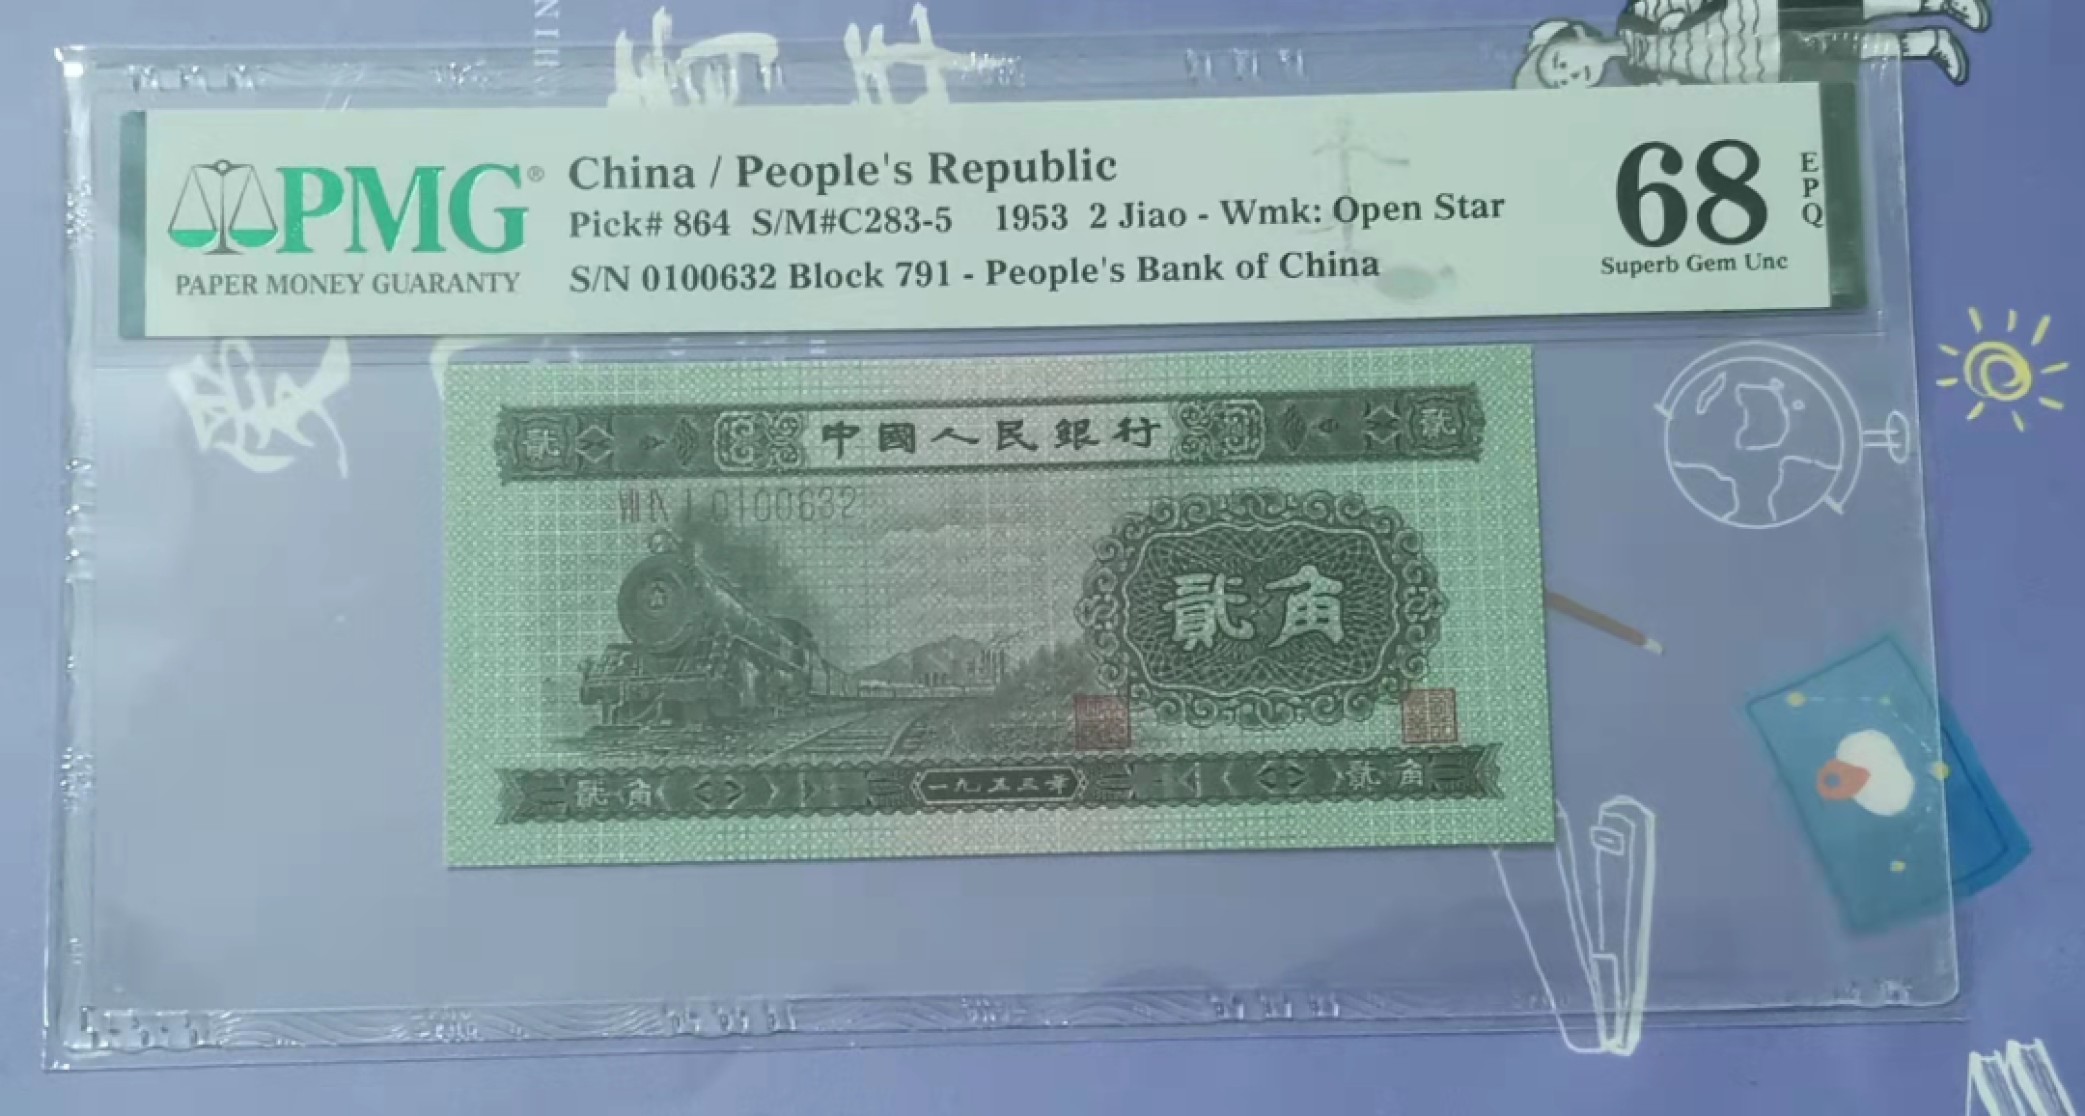 PMG®
PAPER MONEY GUARANTY
China / People's Republic
Pick# 864 S/M#C283-5 1953 2 Jiao - Wmk: Open Star
S/N 0100632 Block 791 - People's Bank of China
68
EPQ
Superb Gem Unc
貳 中國人民銀行 貳
0100632
貳角
貳角 一九五三年 貳角